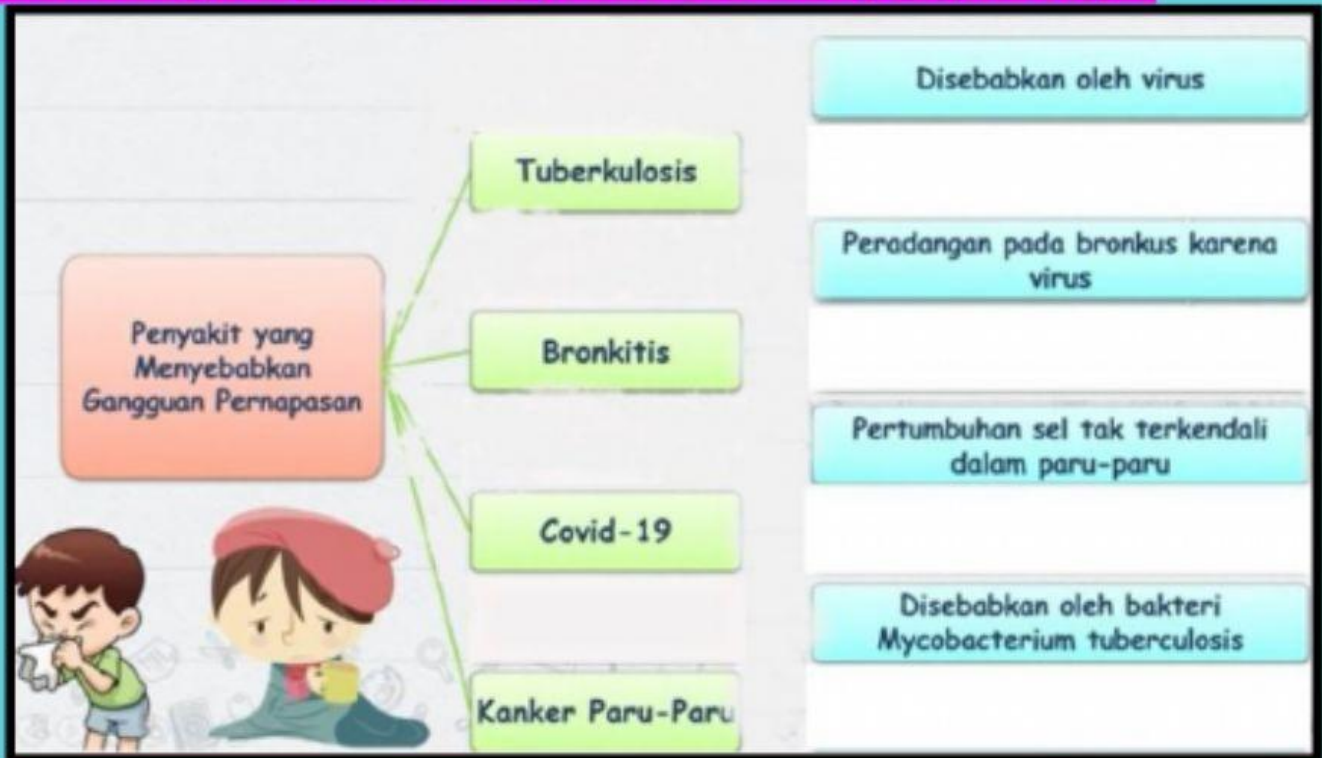 Penyakit yang
Menyebabkan
Gangguan Pernapasan
Tuberkulosis
Bronkitis
Covid-19
Kanker Paru-Paru
Disebabkan oleh virus
Peradangan pada bronkus karena
virus
Pertumbuhan sel tak terkendali
dalam paru-paru
Disebabkan oleh bakteri
Mycobacterium tuberculosis